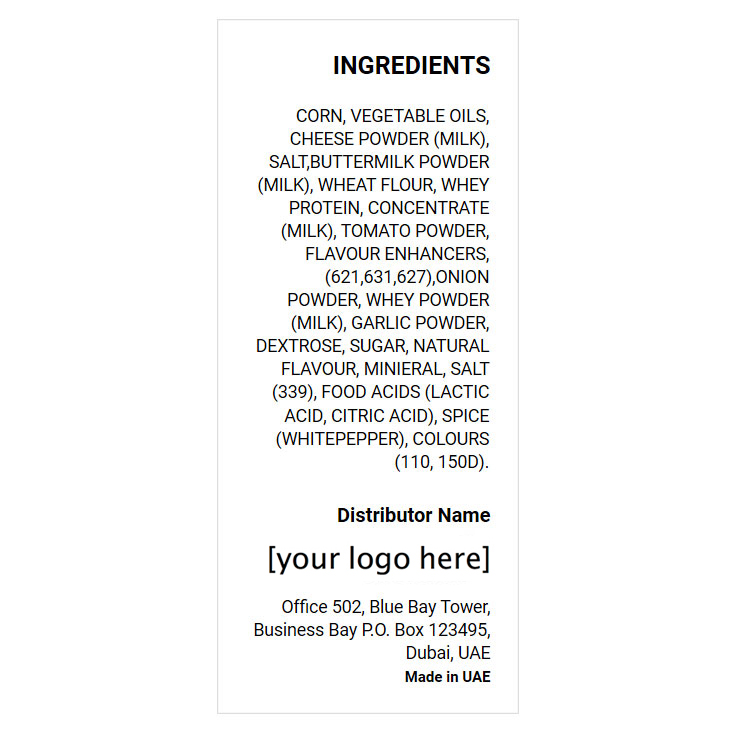 INGREDIENTS
CORN, VEGETABLE OILS,
CHEESE POWDER (MILK),
SALT,BUTTERMILK POWDER
(MILK), WHEAT FLOUR, WHEY
PROTEIN, CONCENTRATE
(MILK), TOMATO POWDER,
FLAVOUR ENHANCERS,
(621,631,627),ONION
POWDER, WHEY POWDER
(MILK), GARLIC POWDER,
DEXTROSE, SUGAR, NATURAL
FLAVOUR, MINIERAL, SALT
(339), FOOD ACIDS (LACTIC
ACID, CITRIC ACID), SPICE
(WHITEPEPPER), COLOURS
(110, 150D).
Distributor Name
[your logo here]
Office 502, Blue Bay Tower,
Business Bay P.O. Box 123495,
Dubai, UAE
Made in UAE